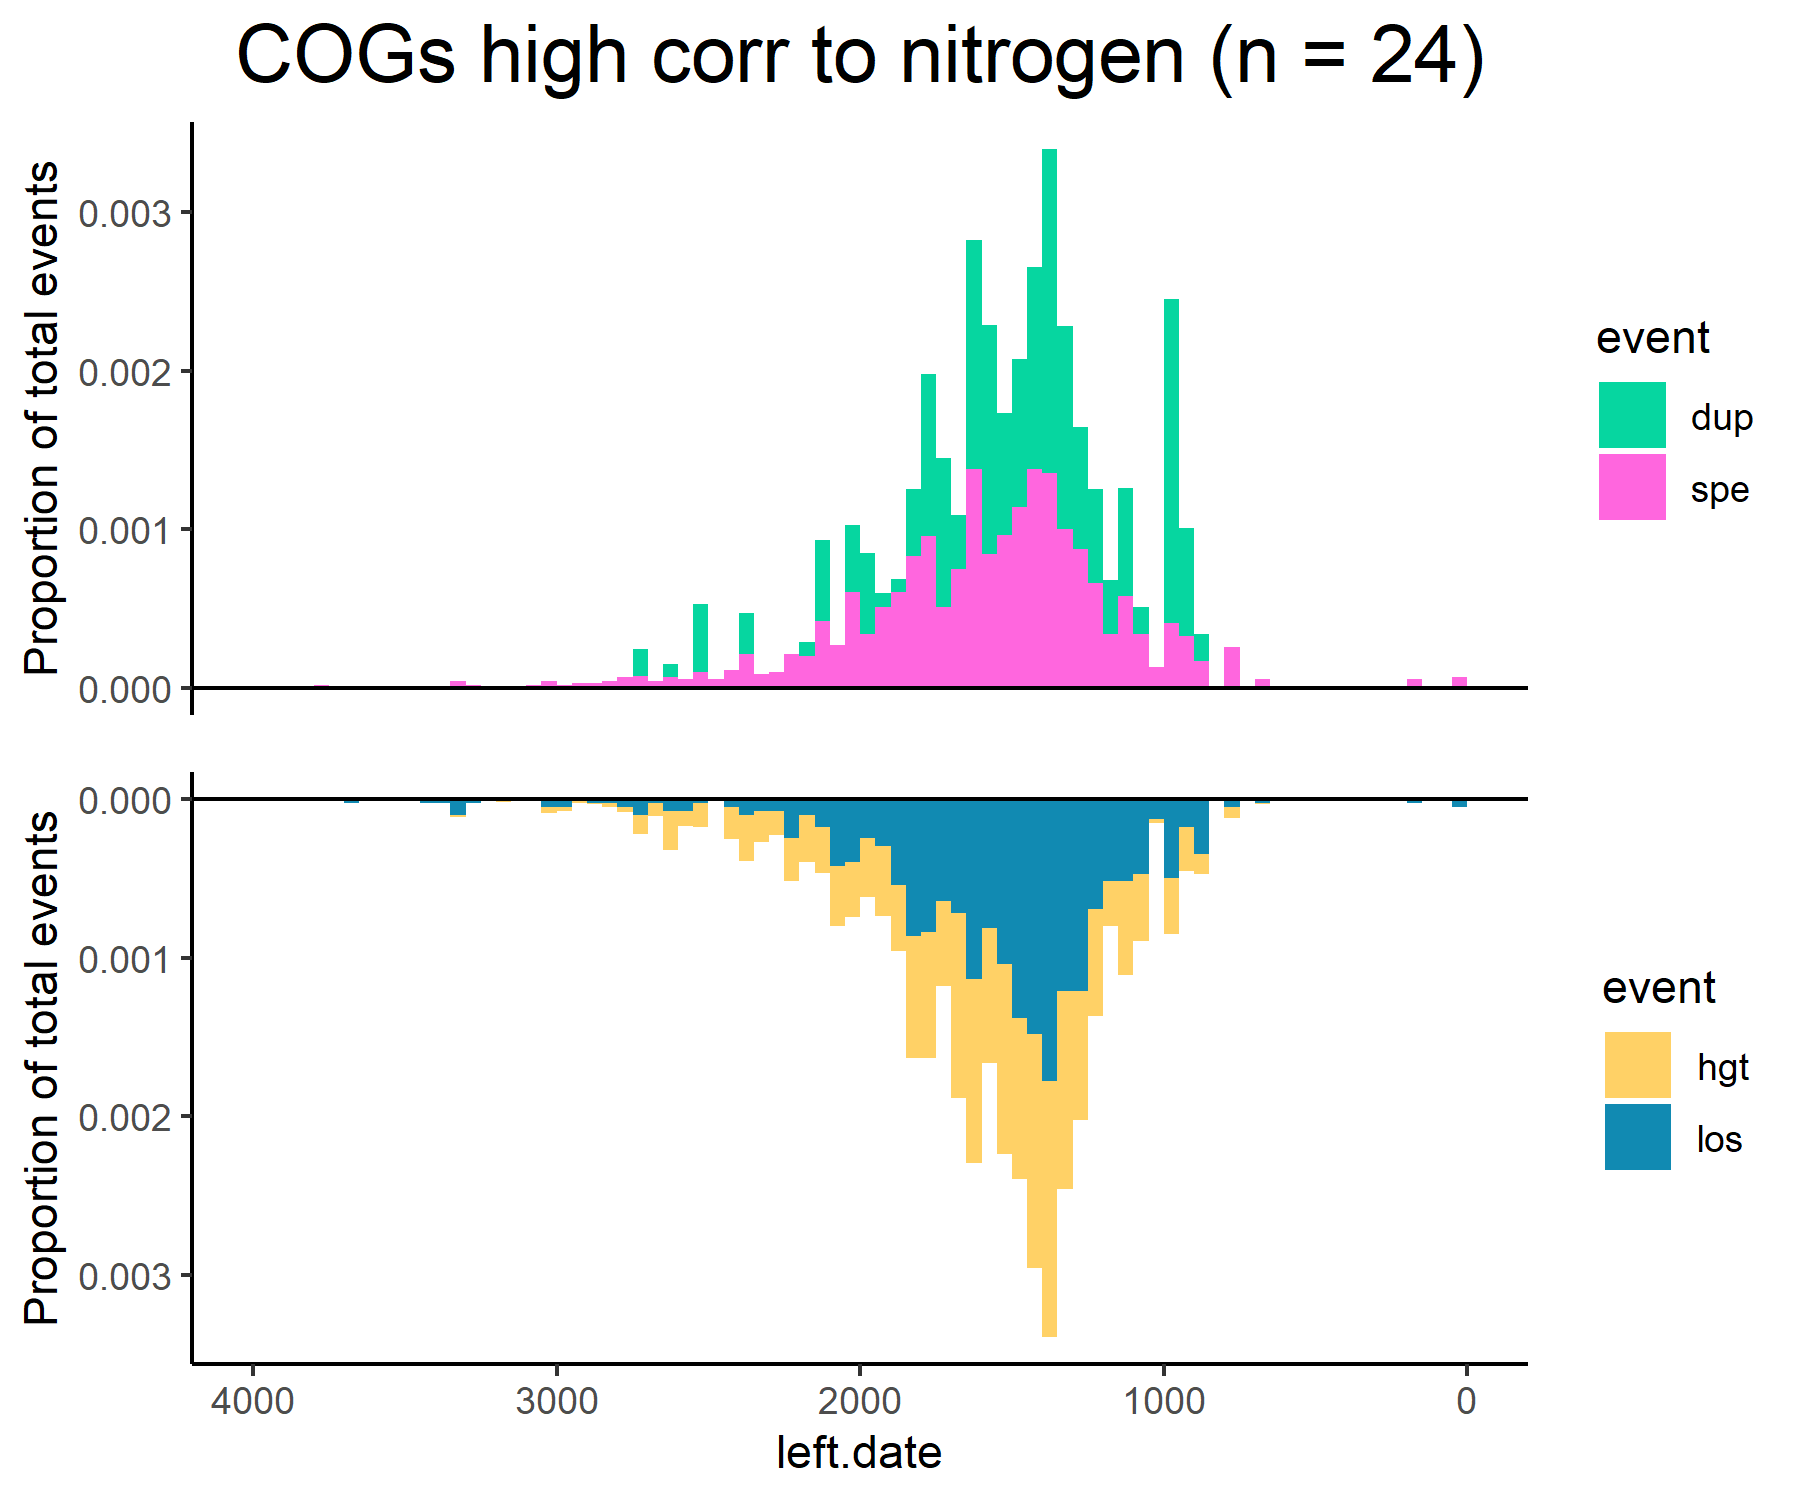 COGs high corr to nitrogen (n = 24)
Proportion of total events
0.003
0.002
0.001
0.000
event
dup
spe
Proportion of total events
0.000
0.001
0.002
0.003
event
hgt
los
4000 3000 2000 1000 0
left.date